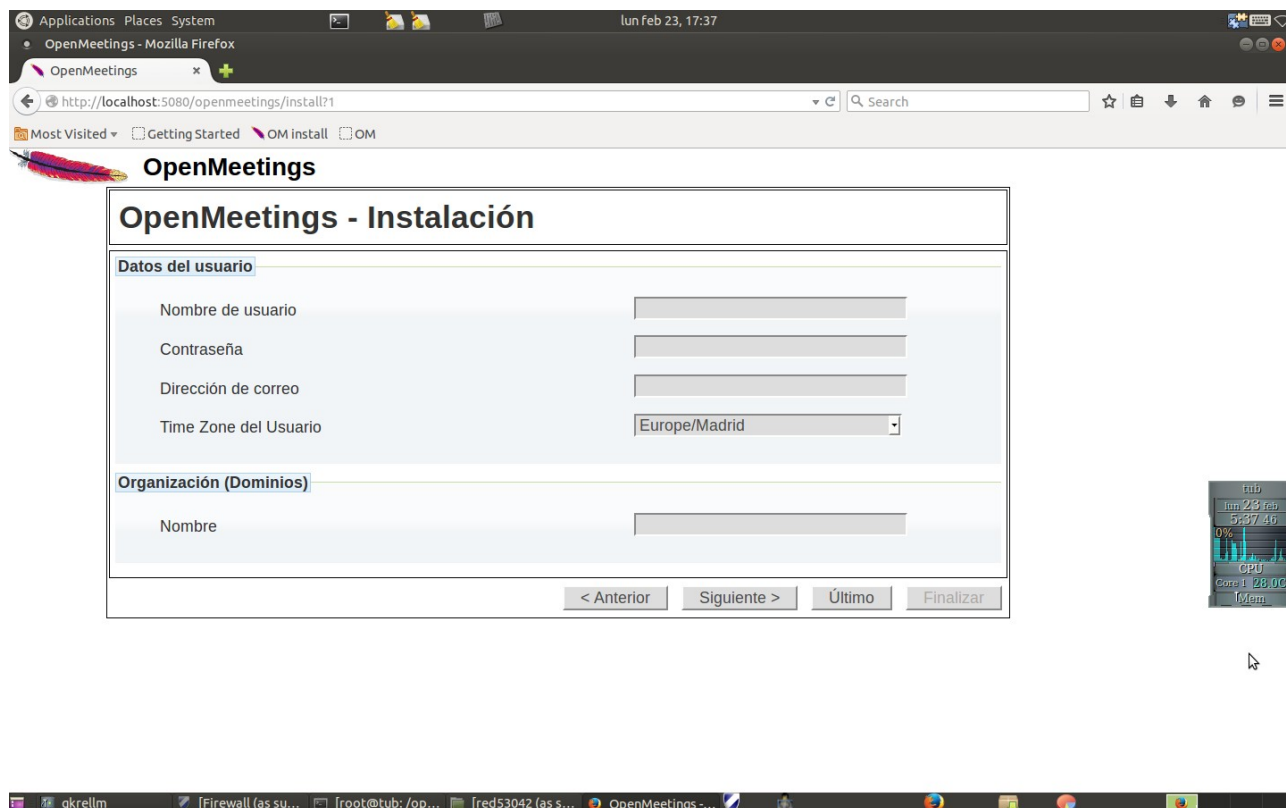 Applications Places System lun feb 23, 17:37
OpenMeetings - Mozilla Firefox
OpenMeetings
http://localhost:5080/openmeetings/install?1 Search
Most Visited Getting Started OM install OM
OpenMeetings
OpenMeetings - Instalación
Datos del usuario
Nombre de usuario
Contraseña
Dirección de correo
Time Zone del Usuario Europe/Madrid
Organización (Dominios)
Nombre
< Anterior Siguiente > Último Finalizar
tub
lun 23 feb
5:37 46
0%
CPU
Core 1 28.0C
Mem
gkrellm [Firewall (as su... [root@tub: /op... [red53042 (as s... OpenMeetings -...